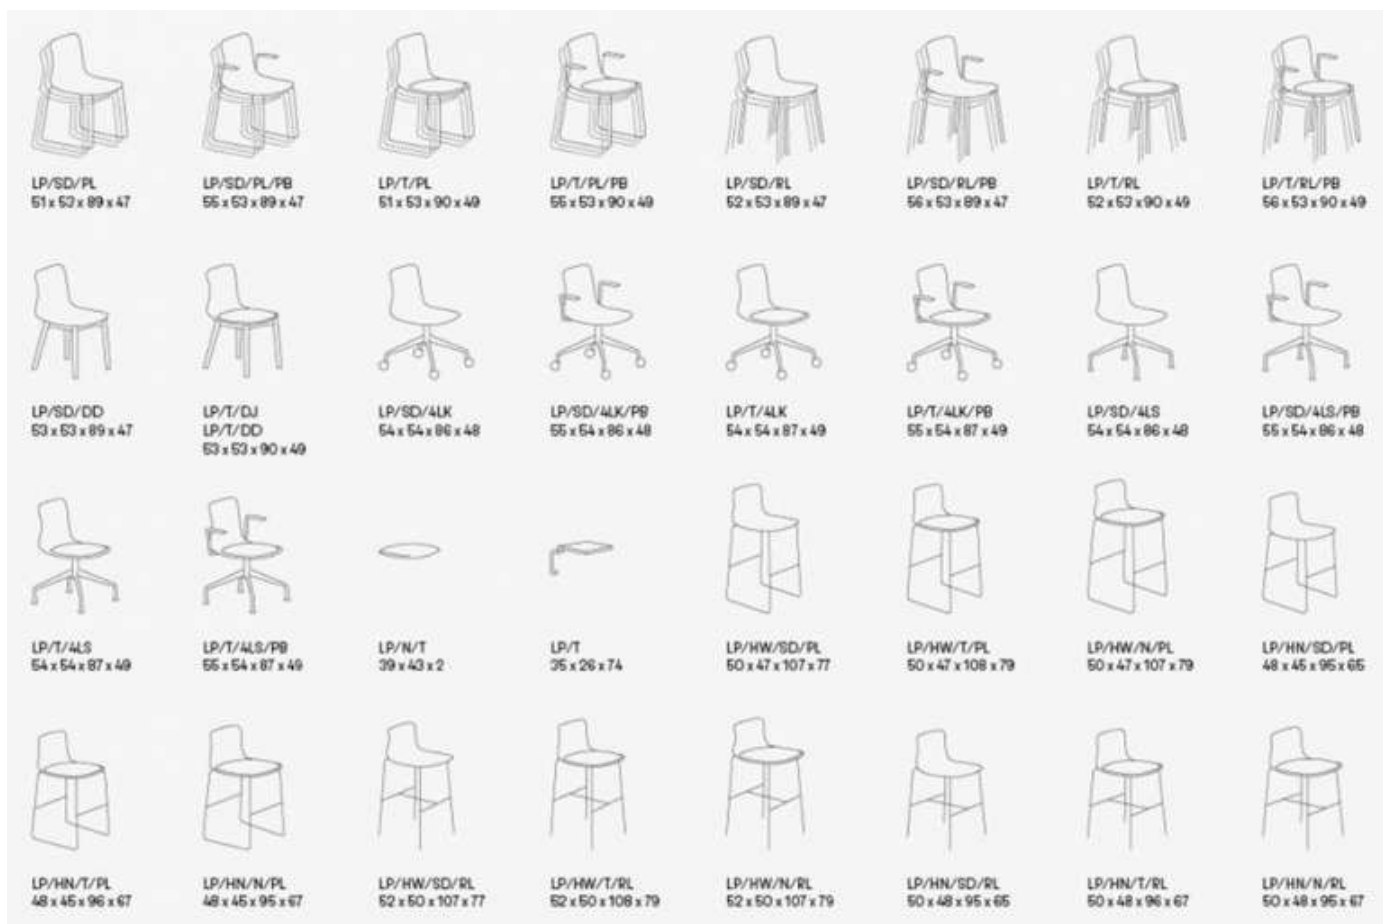 LP/SD/PL
51 x 53 x 89 x 47
LP/SD/PL/PB
55 x 53 x 89 x 47
LP/T/PL
51 x 53 x 90 x 49
LP/T/PL/PB
55 x 53 x 90 x 49
LP/SD/RL
52 x 53 x 89 x 47
LP/SD/RL/PB
56 x 53 x 89 x 47
LP/T/RL
52 x 53 x 90 x 49
LP/T/RL/PB
56 x 53 x 90 x 49
LP/SD/DD
53 x 53 x 89 x 47
LP/T/DJ
LP/T/DD
53 x 53 x 90 x 49
LP/SD/4LK
54 x 54 x 86 x 48
LP/SD/4LK/PB
55 x 54 x 86 x 48
LP/T/4LK
54 x 54 x 87 x 49
LP/T/4LK/PB
55 x 54 x 87 x 49
LP/SD/4LS
54 x 54 x 86 x 48
LP/SD/4LS/PB
55 x 54 x 86 x 48
LP/T/4LS
54 x 54 x 87 x 49
LP/T/4LS/PB
55 x 54 x 87 x 49
LP/N/T
39 x 43 x 2
LP/T
35 x 26 x 74
LP/HW/SD/PL
50 x 47 x 107 x 77
LP/HW/T/PL
50 x 47 x 108 x 79
LP/HW/N/PL
50 x 47 x 107 x 79
LP/HN/SD/PL
48 x 45 x 95 x 65
LP/HN/T/PL
48 x 45 x 96 x 67
LP/HN/N/PL
48 x 45 x 95 x 67
LP/HW/SD/RL
52 x 50 x 107 x 77
LP/HW/T/RL
52 x 50 x 108 x 79
LP/HW/N/RL
52 x 50 x 107 x 79
LP/HN/SD/RL
50 x 48 x 95 x 65
LP/HN/T/RL
50 x 48 x 96 x 67
LP/HN/N/RL
50 x 48 x 95 x 67